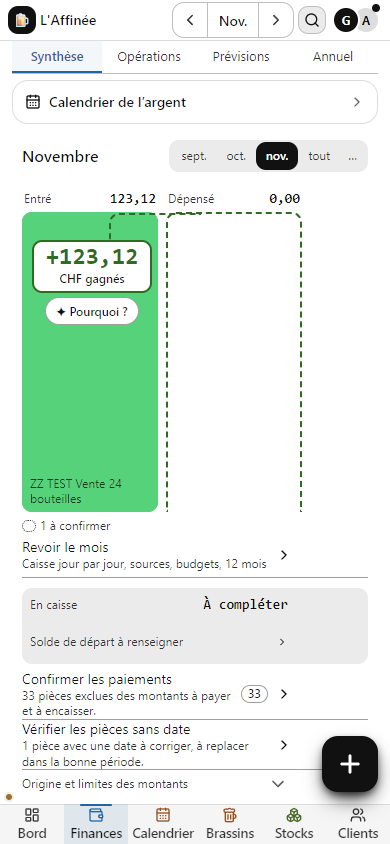 L'Affinée
Nov.
G
A
Synthèse
Opérations
Prévisions
Annuel
Calendrier de l'argent
Novembre
sept.
oct.
nov.
tout
...
Entré
123,12
Dépensé
0,00
+123,12
CHF gagnés
✦ Pourquoi ?
ZZ TEST Vente 24
bouteilles
1 à confirmer
Revoir le mois
Caisse jour par jour, sources, budgets, 12 mois
En caisse
À compléter
Solde de départ à renseigner
Confirmer les paiements
33 pièces exclues des montants à payer
et à encaisser.
33
Vérifier les pièces sans date
1 pièce avec une date à corriger, à replacer
dans la bonne période.
Origine et limites des montants
Bord
Finances
Calendrier
Brassins
Stocks
Clients